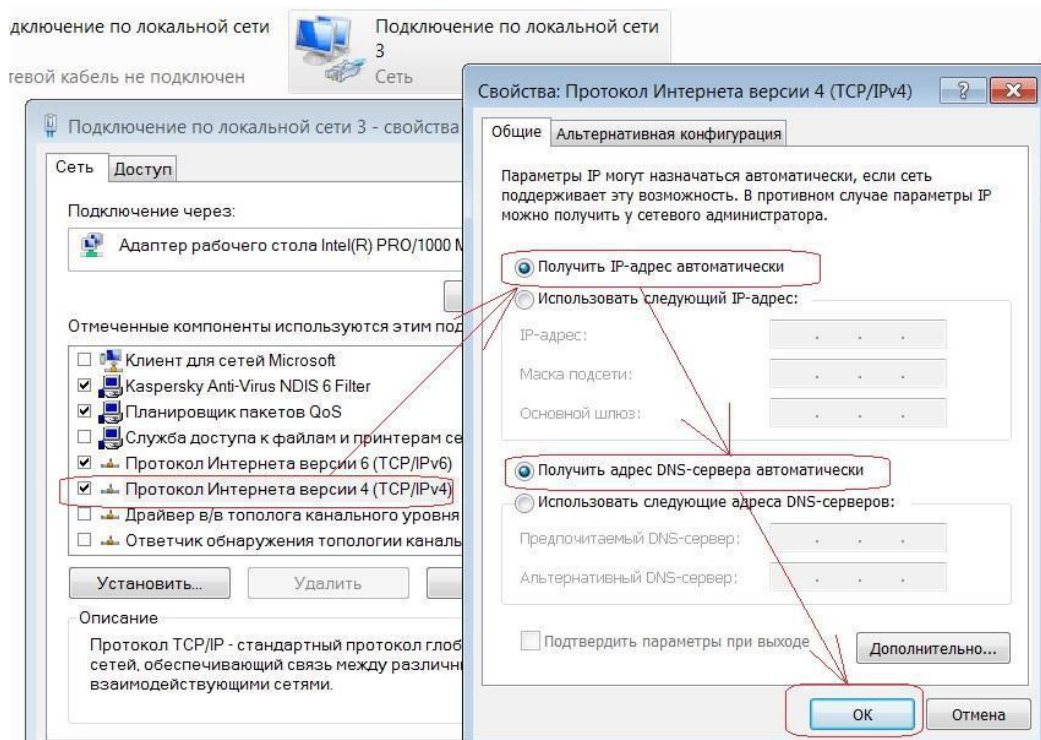 дключение по локальной сети
тевой кабель не подключен
Подключение по локальной сети
3
Сеть
Подключение по локальной сети 3 - свойства
Сеть Доступ
Подключение через:
Адаптер рабочего стола Intel(R) PRO/1000 M
Отмеченные компоненты используются этим под
Клиент для сетей Microsoft
Kaspersky Anti-Virus NDIS 6 Filter
Планировщик пакетов QoS
Служба доступа к файлам и принтерам се
Протокол Интернета версии 6 (TCP/IPv6)
Протокол Интернета версии 4 (TCP/IPv4)
Драйвер в/в тополога канального уровня
Ответчик обнаружения топологии каналь
Установить... Удалить
Описание
Протокол TCP/IP - стандартный протокол глоб
сетей, обеспечивающий связь между различны
взаимодействующими сетями.
Свойства: Протокол Интернета версии 4 (TCP/IPv4)
Общие Альтернативная конфигурация
Параметры IP могут назначаться автоматически, если сеть
поддерживает эту возможность. В противном случае параметры IP
можно получить у сетевого администратора.
Получить IP-адрес автоматически
Использовать следующий IP-адрес:
IP-адрес:
Маска подсети:
Основной шлюз:
Получить адрес DNS-сервера автоматически
Использовать следующие адреса DNS-серверов:
Предпочитаемый DNS-сервер:
Альтернативный DNS-сервер:
Подтвердить параметры при выходе
Дополнительно...
ОК Отмена